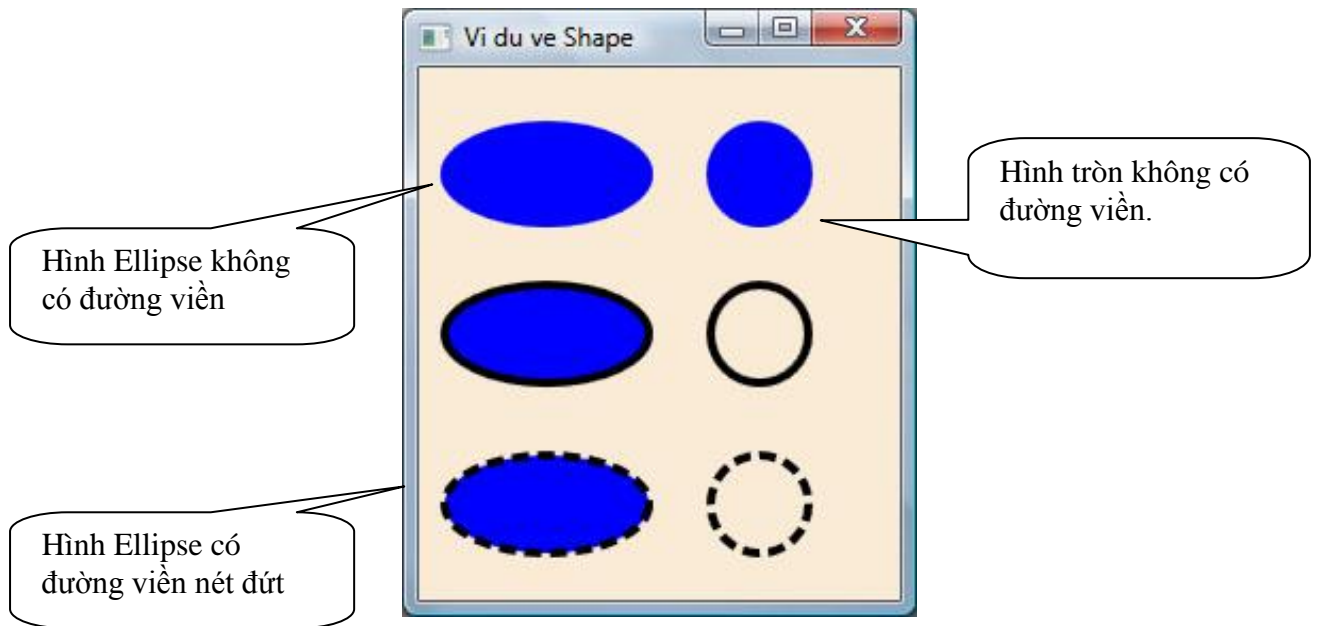 Vi du ve Shape
Hình tròn không có
đường viền.
Hình Ellipse không
có đường viền
Hình Ellipse có
đường viền nét đứt